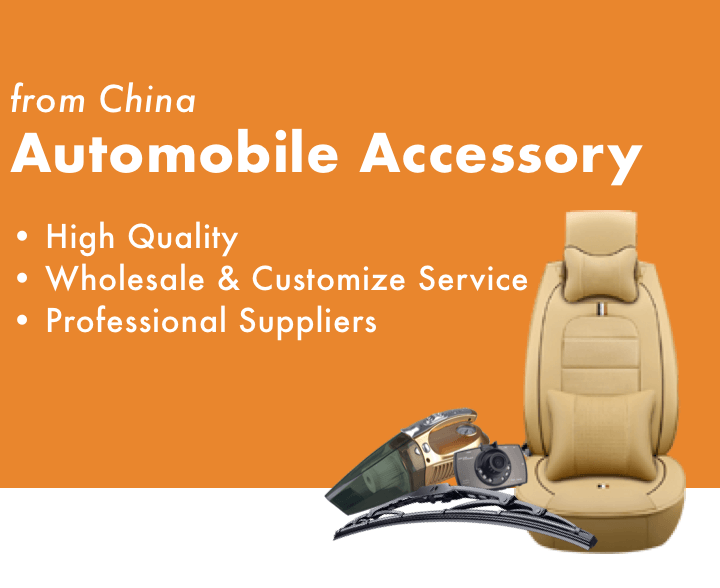 from China
Automobile Accessory
• High Quality
• Wholesale & Customize Service
• Professional Suppliers